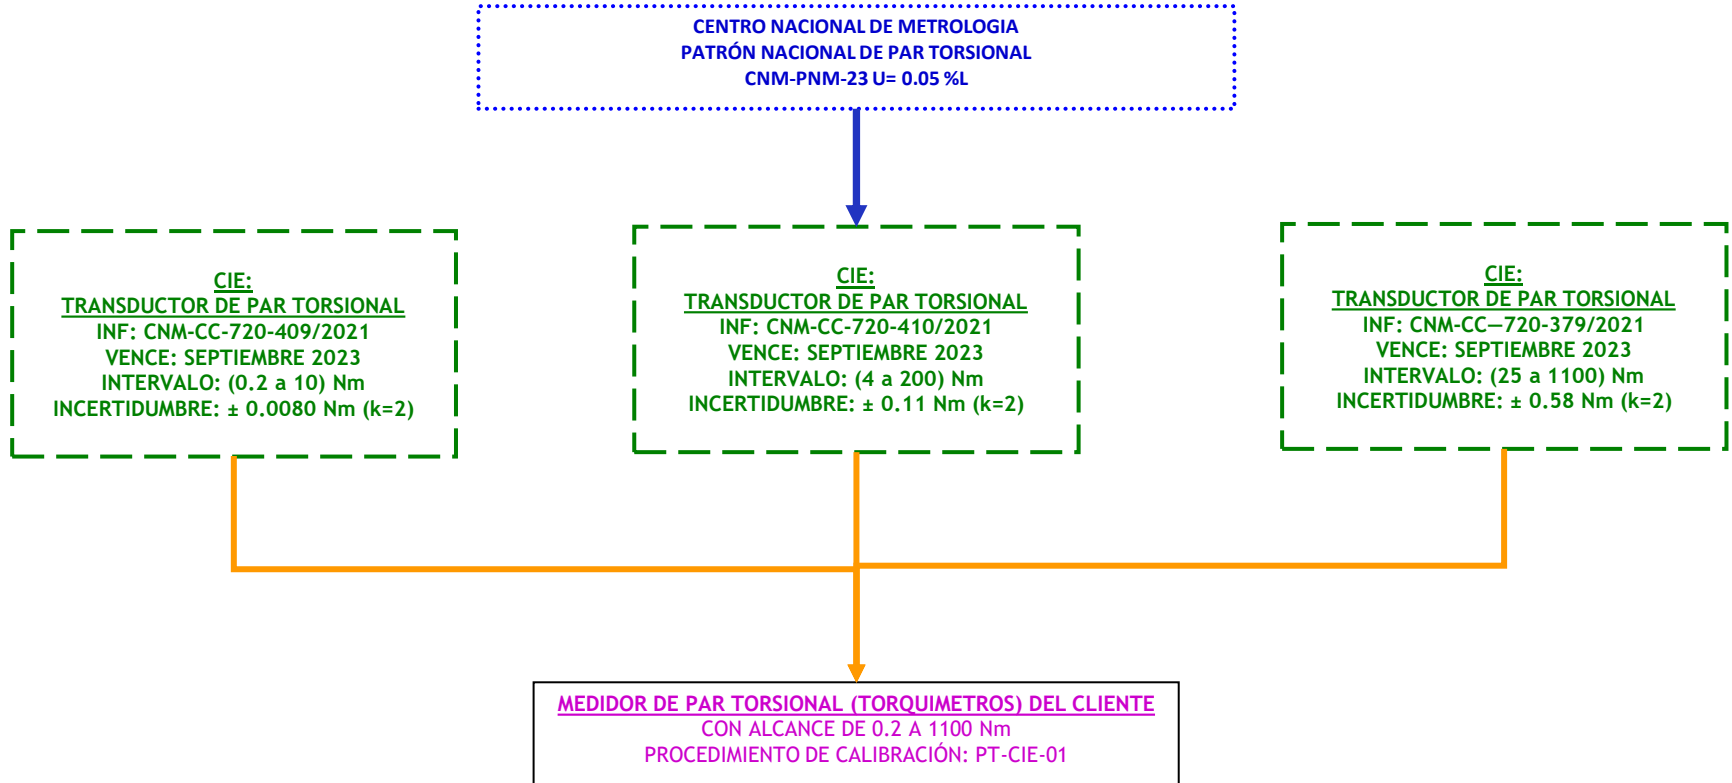 CENTRO NACIONAL DE METROLOGIA
PATRÓN NACIONAL DE PAR TORSIONAL
CNM-PNM-23 U= 0.05 %L
CIE:
TRANSDUCTOR DE PAR TORSIONAL
INF: CNM-CC-720-409/2021
VENCE: SEPTIEMBRE 2023
INTERVALO: (0.2 a 10) Nm
INCERTIDUMBRE: ± 0.0080 Nm (k=2)
CIE:
TRANSDUCTOR DE PAR TORSIONAL
INF: CNM-CC-720-410/2021
VENCE: SEPTIEMBRE 2023
INTERVALO: (4 a 200) Nm
INCERTIDUMBRE: ± 0.11 Nm (k=2)
CIE:
TRANSDUCTOR DE PAR TORSIONAL
INF: CNM-CC—720-379/2021
VENCE: SEPTIEMBRE 2023
INTERVALO: (25 a 1100) Nm
INCERTIDUMBRE: ± 0.58 Nm (k=2)
MEDIDOR DE PAR TORSIONAL (TORQUIMETROS) DEL CLIENTE
CON ALCANCE DE 0.2 A 1100 Nm
PROCEDIMIENTO DE CALIBRACIÓN: PT-CIE-01